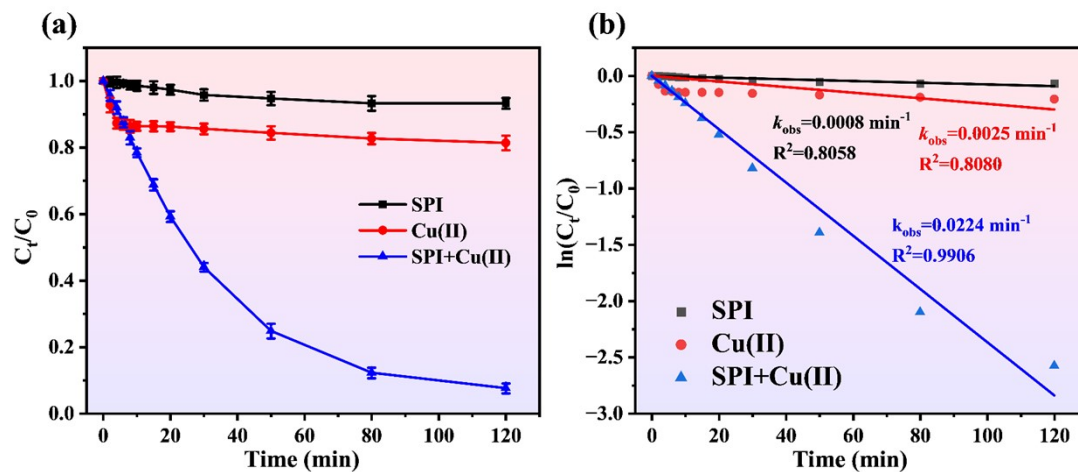 (a)
1.0
0.8
0.6
0.4
0.2
0.0
Cₜ/C₀
SPI
Cu(II)
SPI+Cu(II)
0 20 40 60 80 100 120
Time (min)
(b)
0.0
−0.5
−1.0
−1.5
−2.0
−2.5
−3.0
ln(Cₜ/C₀)
k_obs=0.0008 min⁻¹
R²=0.8058
k_obs=0.0025 min⁻¹
R²=0.8080
k_obs=0.0224 min⁻¹
R²=0.9906
SPI
Cu(II)
SPI+Cu(II)
0 20 40 60 80 100 120
Time (min)